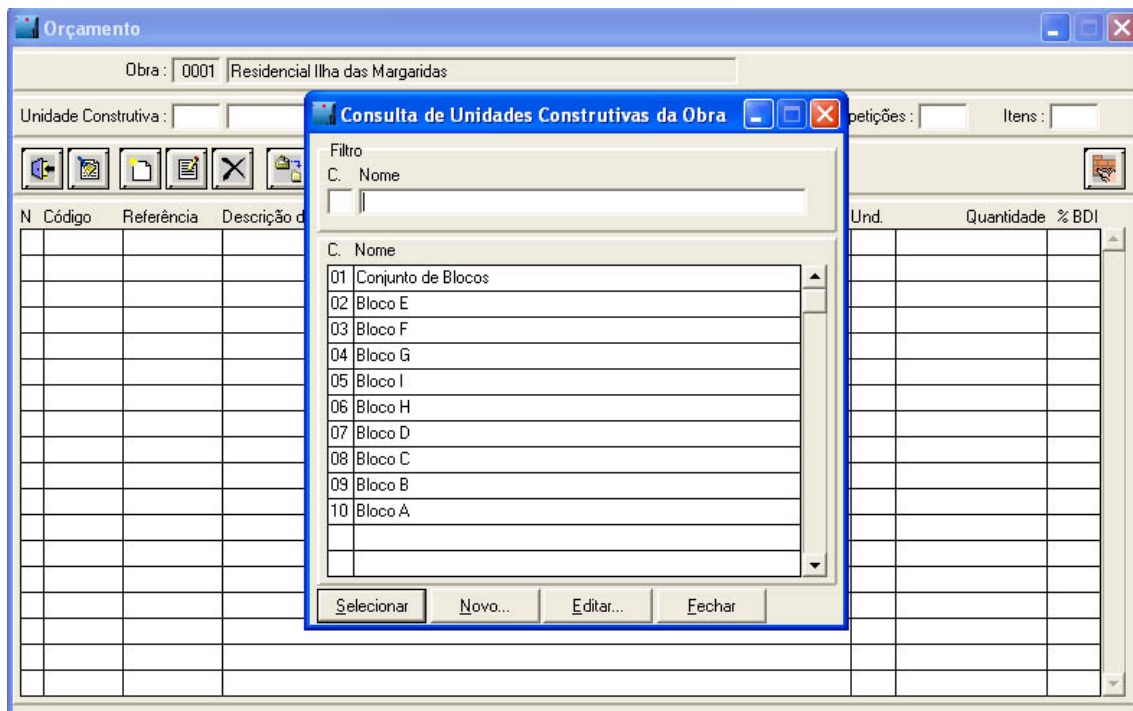 Orçamento
Obra : 0001 Residencial Ilha das Margaridas
Unidade Construtiva :
petições :
Itens :
N Código Referência Descrição d
Und. Quantidade % BDI
Consulta de Unidades Construtivas da Obra
Filtro
C. Nome
C. Nome
01 Conjunto de Blocos
02 Bloco E
03 Bloco F
04 Bloco G
05 Bloco I
06 Bloco H
07 Bloco D
08 Bloco C
09 Bloco B
10 Bloco A
Selecionar Novo... Editar... Fechar